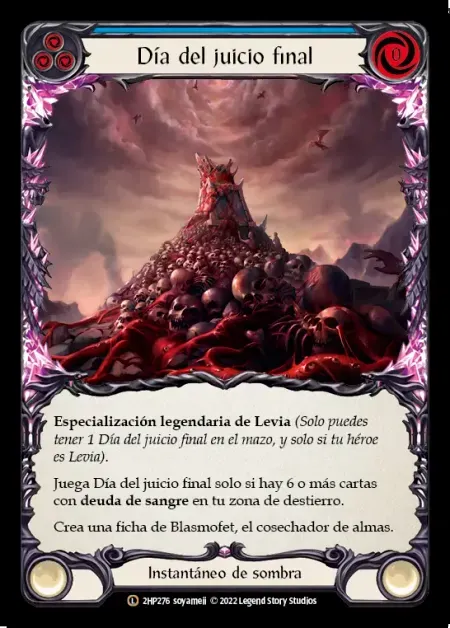 Día del juicio final
0
Especialización legendaria de Levia (Solo puedes
tener 1 Día del juicio final en el mazo, y solo si tu héroe
es Levia).
Juega Día del juicio final solo si hay 6 o más cartas
con deuda de sangre en tu zona de destierro.
Crea una ficha de Blasmofet, el cosechador de almas.
Instantáneo de sombra
L 2HP276 soyameii © 2022 Legend Story Studios